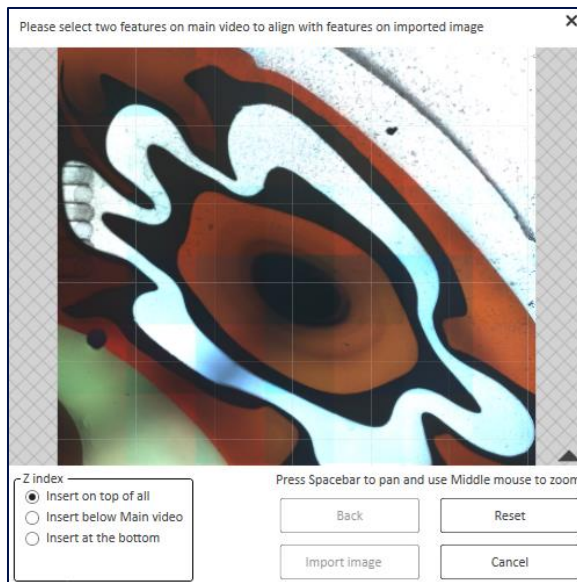 Please select two features on main video to align with features on imported image
Z index
Insert on top of all
Insert below Main video
Insert at the bottom
Press Spacebar to pan and use Middle mouse to zoom
Back
Reset
Import image
Cancel